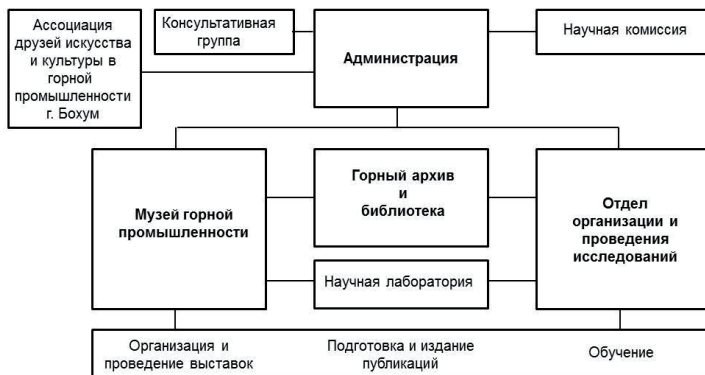 Ассоциация
друзей искусства
и культуры в
горной
промышленности
г. Бохум
Консультативная
группа
Администрация
Научная комиссия
Музей горной
промышленности
Горный архив
и
библиотека
Отдел
организации и
проведения
исследований
Научная лаборатория
Организация и
проведение выставок
Подготовка и издание
публикаций
Обучение